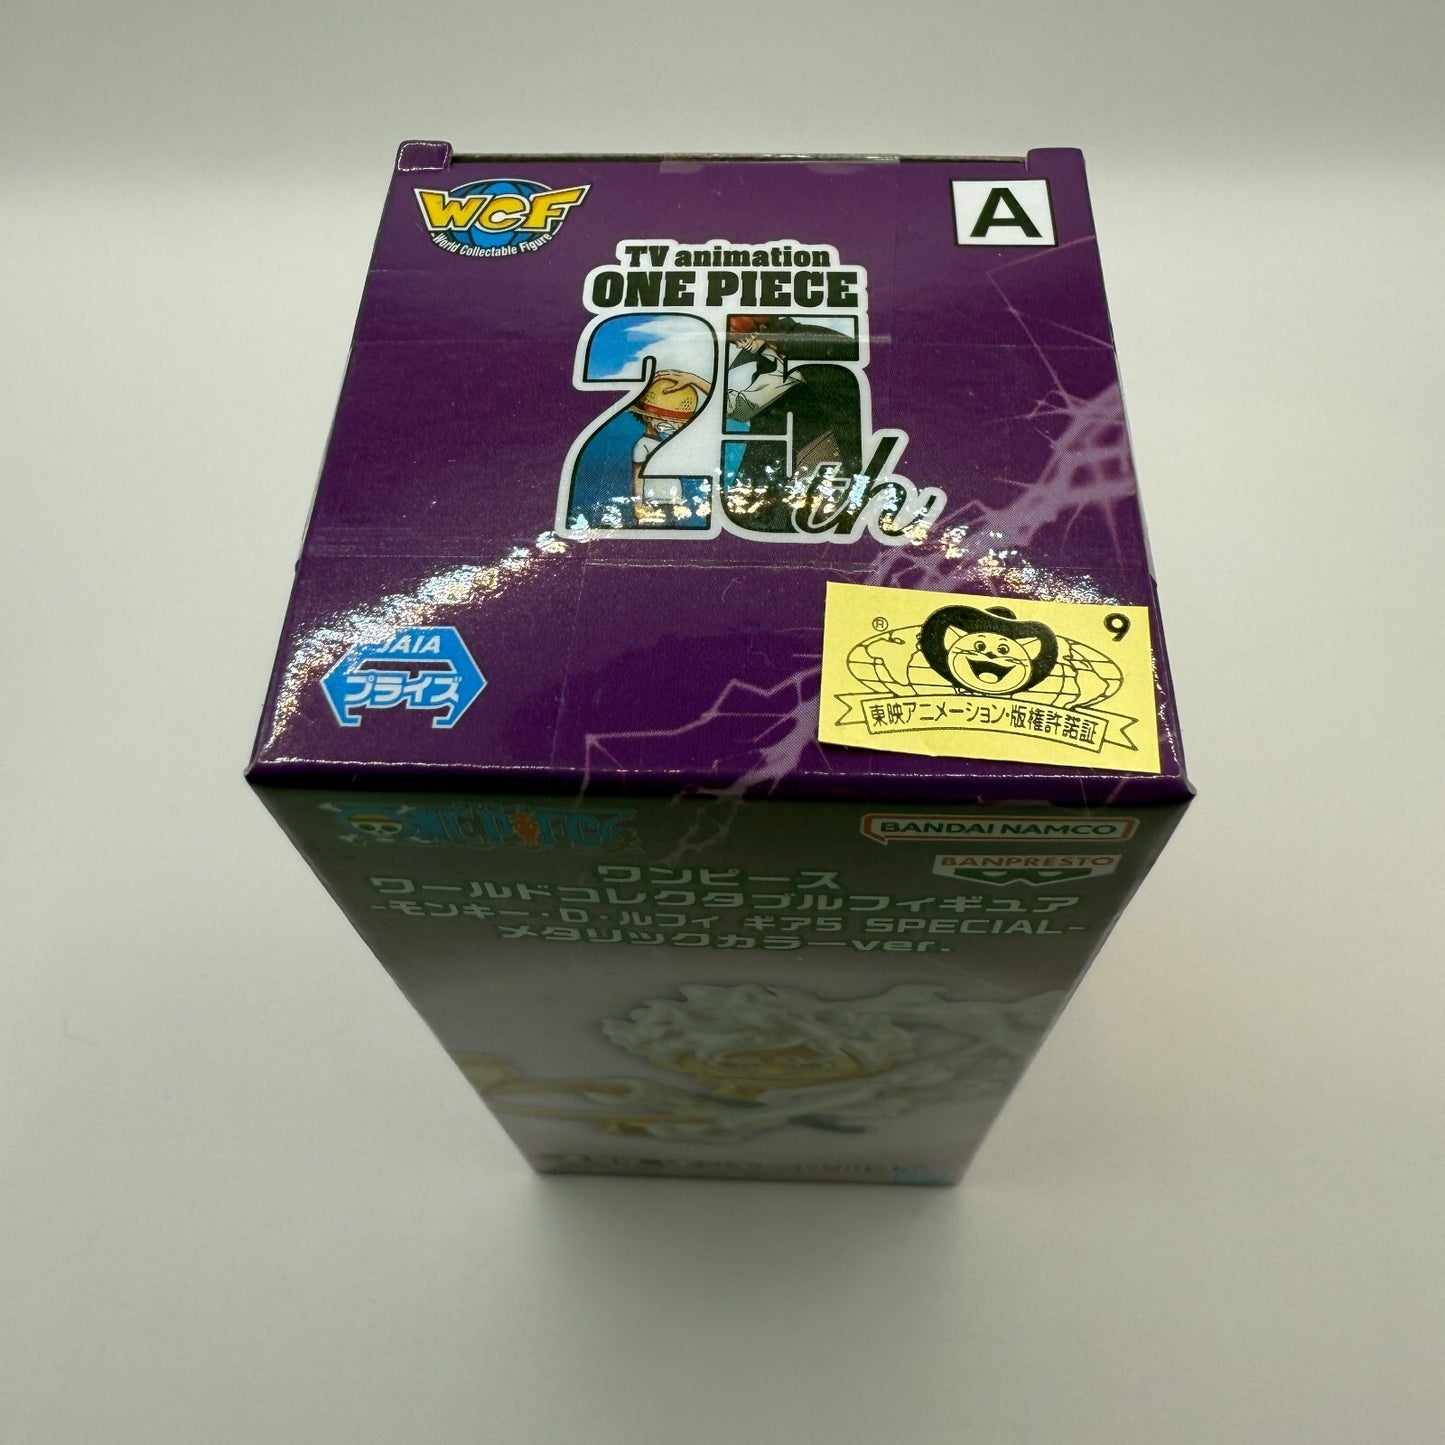 WCF
World Collectable Figure
A
TV animation
ONE PIECE
25th
JAIA
プライズ
® 9
東映アニメーション・版権許諾証
ONE PIECE
BANDAI NAMCO
BANPRESTO
ワンピース
ワールドコレクタブルフィギュア
-モンキー・D・ルフィ ギア5 SPECIAL-
メタリックカラーver.